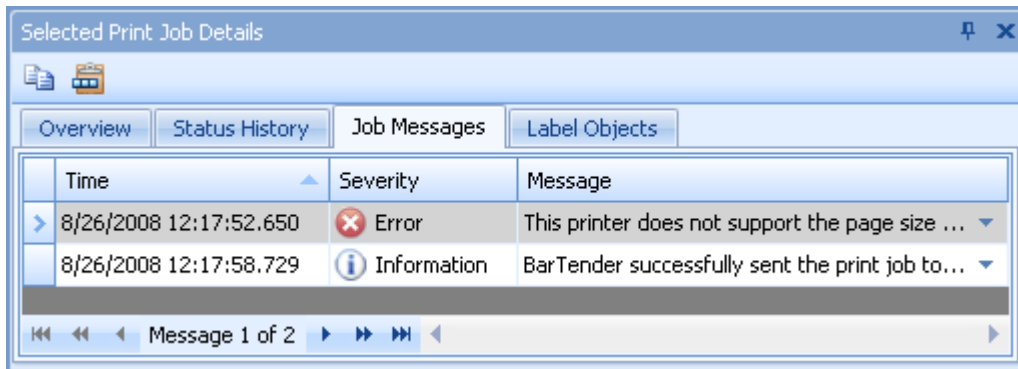 Selected Print Job Details
Overview Status History Job Messages Label Objects
Time Severity Message
8/26/2008 12:17:52.650 Error This printer does not support the page size ...
8/26/2008 12:17:58.729 Information BarTender successfully sent the print job to...
Message 1 of 2